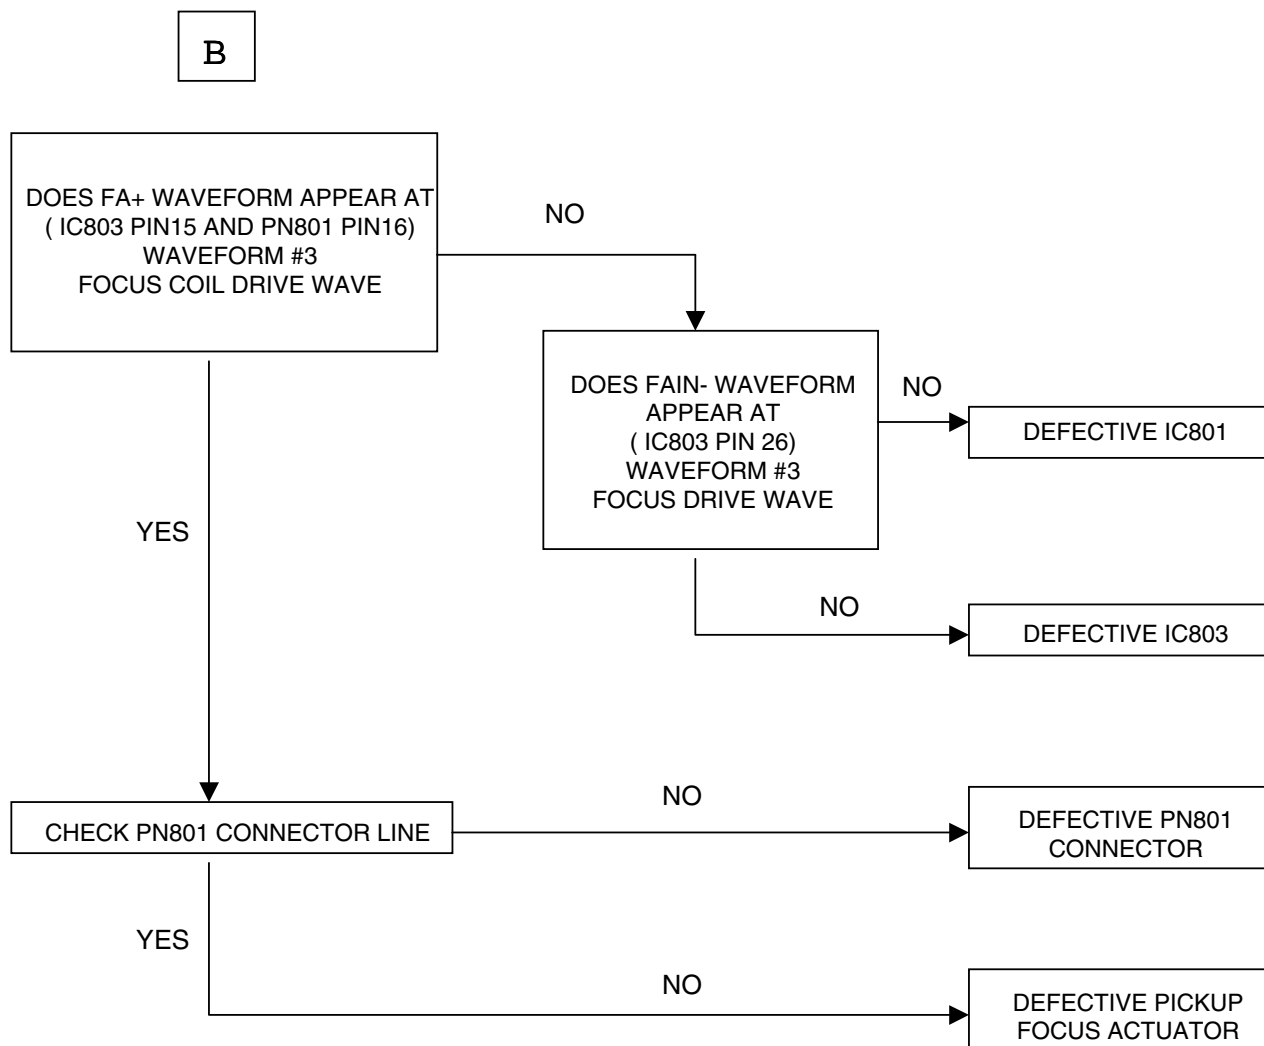 B
DOES FA+ WAVEFORM APPEAR AT
( IC803 PIN15 AND PN801 PIN16)
WAVEFORM #3
FOCUS COIL DRIVE WAVE
NO
DOES FAIN- WAVEFORM
APPEAR AT
( IC803 PIN 26)
WAVEFORM #3
FOCUS DRIVE WAVE
NO
DEFECTIVE IC801
YES
NO
DEFECTIVE IC803
CHECK PN801 CONNECTOR LINE
NO
DEFECTIVE PN801
CONNECTOR
YES
NO
DEFECTIVE PICKUP
FOCUS ACTUATOR